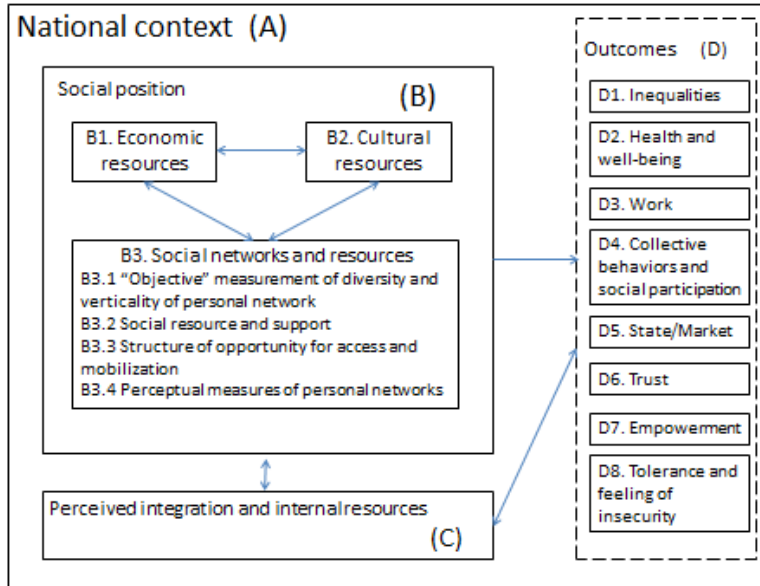 National context (A)
Social position
(B)
B1. Economic
resources
B2. Cultural
resources
B3. Social networks and resources
B3.1 “Objective” measurement of diversity and
verticality of personal network
B3.2 Social resource and support
B3.3 Structure of opportunity for access and
mobilization
B3.4 Perceptual measures of personal networks
Perceived integration and internal resources
(C)
Outcomes (D)
D1. Inequalities
D2. Health and
well-being
D3. Work
D4. Collective
behaviors and
social participation
D5. State/Market
D6. Trust
D7. Empowerment
D8. Tolerance and
feeling of
insecurity